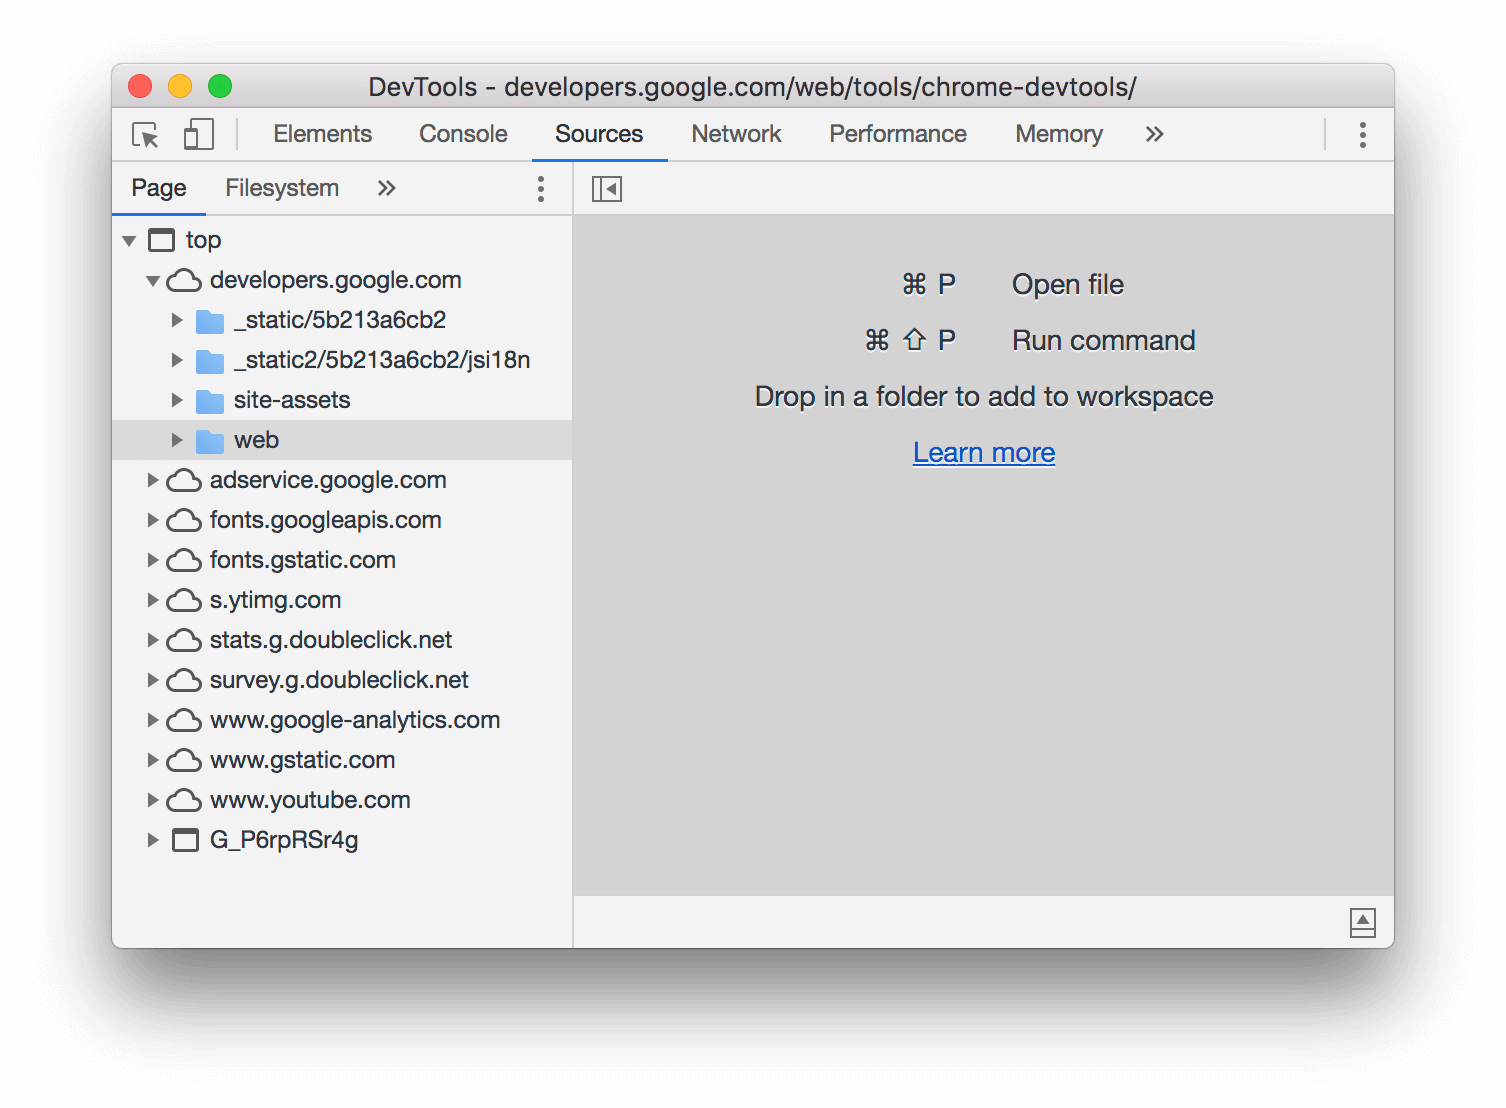 DevTools - developers.google.com/web/tools/chrome-devtools/
Elements Console Sources Network Performance Memory »
Page Filesystem »
top
developers.google.com
_static/5b213a6cb2
_static2/5b213a6cb2/jsi18n
site-assets
web
adservice.google.com
fonts.googleapis.com
fonts.gstatic.com
s.ytimg.com
stats.g.doubleclick.net
survey.g.doubleclick.net
www.google-analytics.com
www.gstatic.com
www.youtube.com
G_P6rpRSr4g
⌘ P Open file
⌘ ⇧ P Run command
Drop in a folder to add to workspace
Learn more